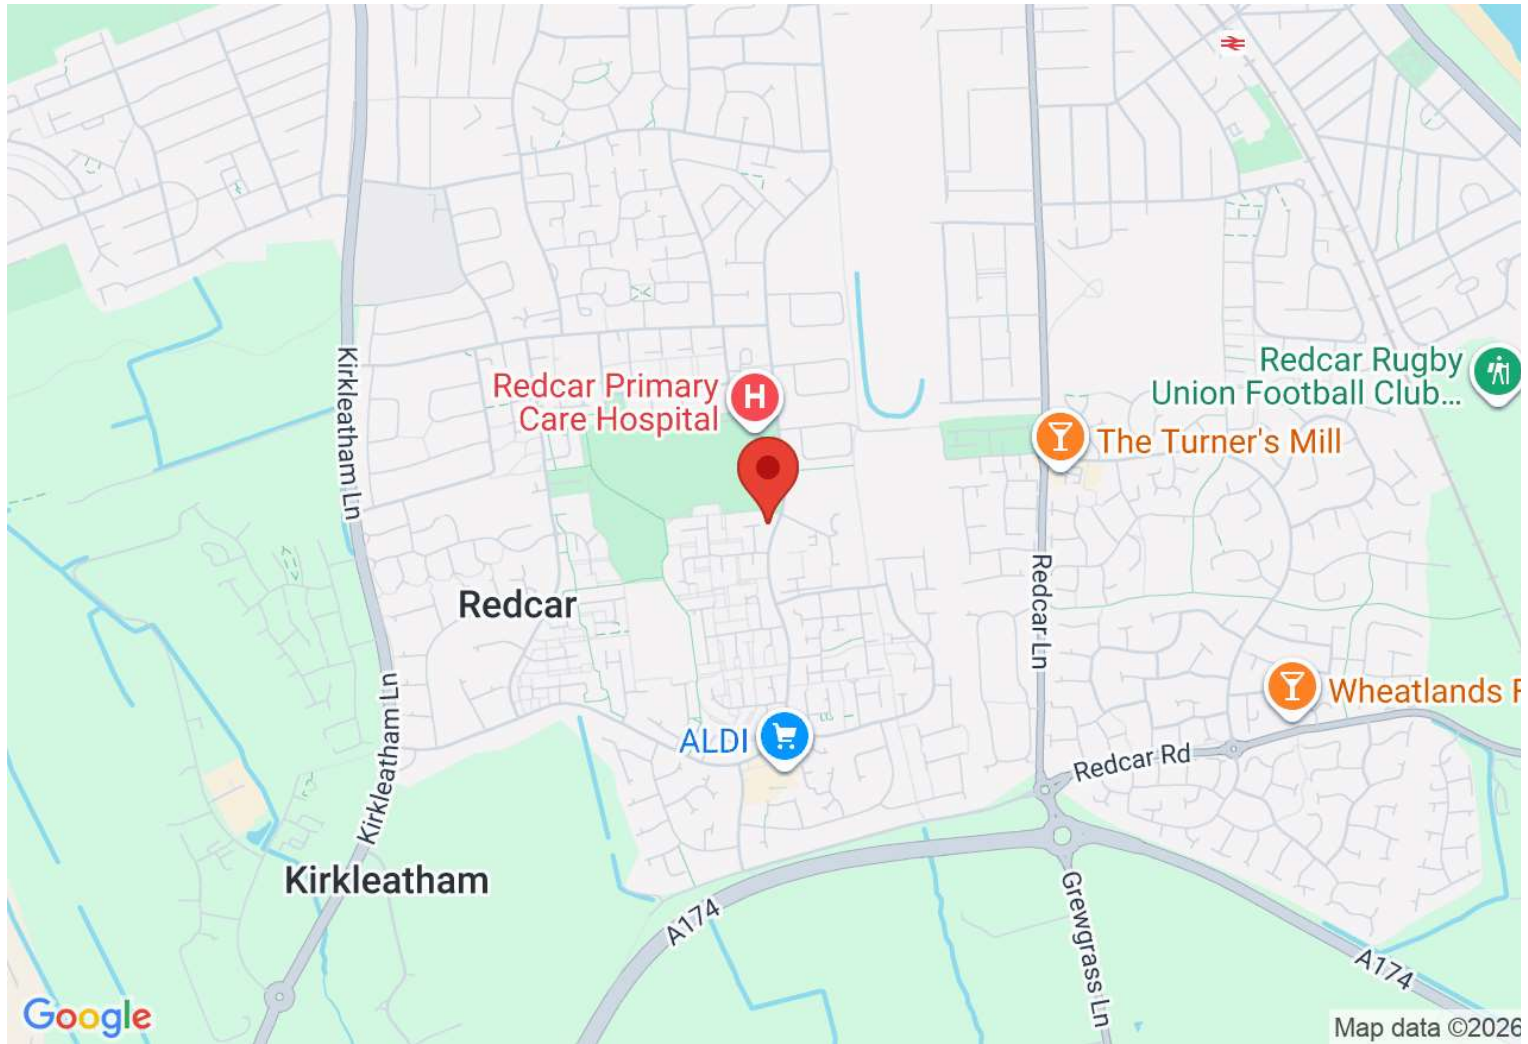 Kirkleatham Ln
Redcar Primary
Care Hospital
H
Redcar Rugby
Union Football Club...
The Turner's Mill
Redcar
Redcar Ln
Kirkleatham Ln
Wheatlands F
ALDI
Redcar Rd
Kirkleatham
A174
Grewgrass Ln
A174
Google
Map data ©2026